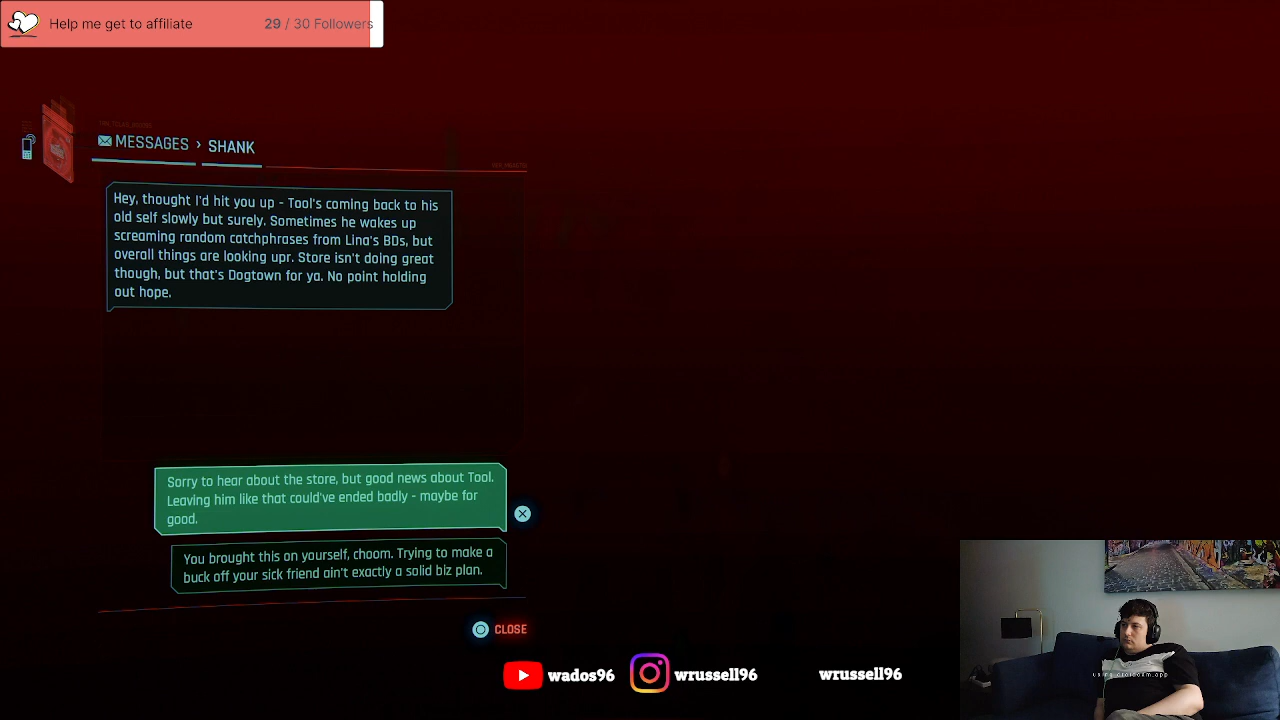 Help me get to affiliate 29 / 30 Followers
MESSAGES › SHANK
Hey, thought I'd hit you up - Tool's coming back to his
old self slowly but surely. Sometimes he wakes up
screaming random catchphrases from Lina's BDs, but
overall things are looking upr. Store isn't doing great
though, but that's Dogtown for ya. No point holding
out hope.
Sorry to hear about the store, but good news about Tool.
Leaving him like that could've ended badly - maybe for
good.
You brought this on yourself, choom. Trying to make a
buck off your sick friend ain't exactly a solid biz plan.
CLOSE
wados96 wrussell96 wrussell96